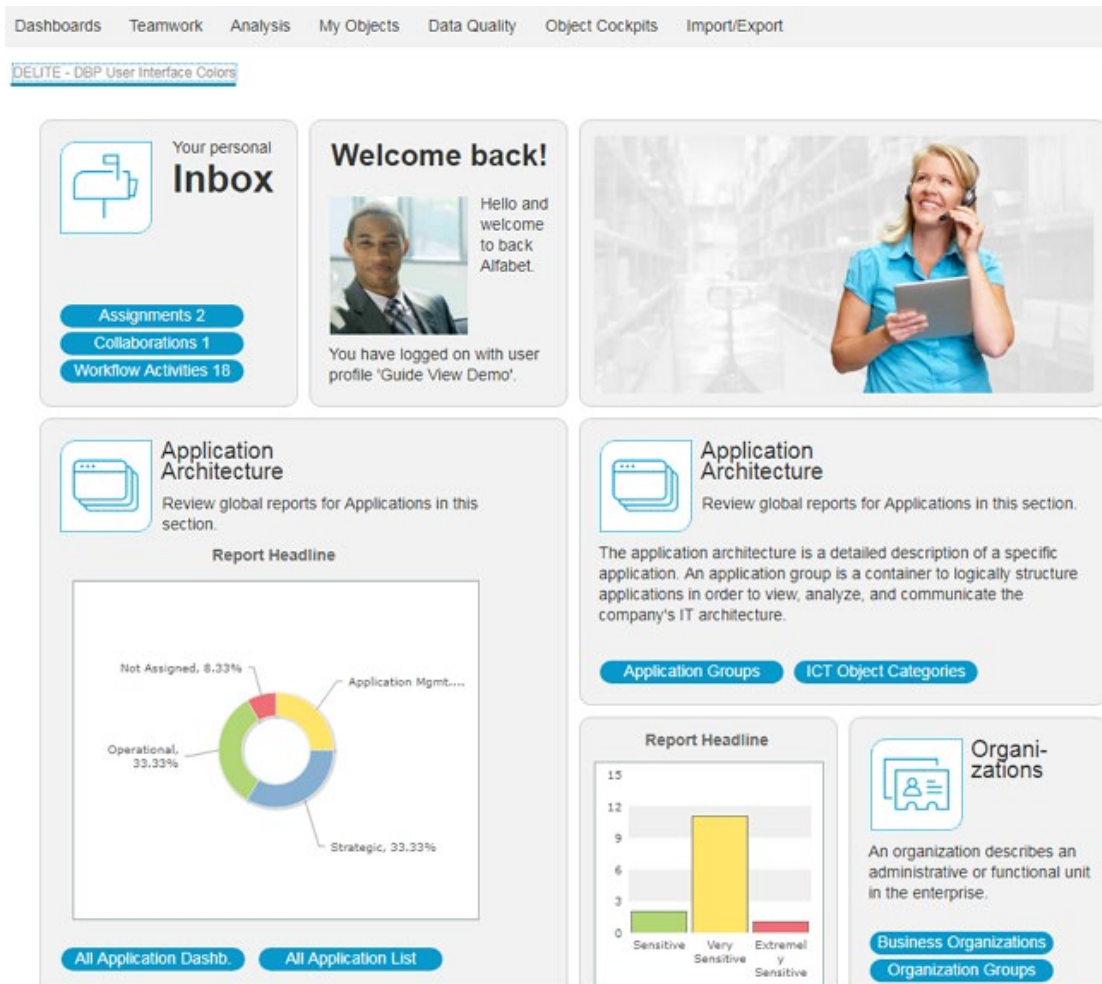 Dashboards Teamwork Analysis My Objects Data Quality Object Cockpits Import/Export
DELITE - DBP User Interface Colors
Your personal
Inbox
Assignments 2
Collaborations 1
Workflow Activities 18
Welcome back!
Hello and
welcome
to back
Alfabet.
You have logged on with user
profile 'Guide View Demo'.
Application
Architecture
Review global reports for Applications in this
section.
Report Headline
Not Assigned, 8.33%
Application Mgmt....
Operational,
33.33%
Strategic, 33.33%
All Application Dashb.
All Application List
Application
Architecture
Review global reports for Applications in this section.
The application architecture is a detailed description of a specific
application. An application group is a container to logically structure
applications in order to view, analyze, and communicate the
company's IT architecture.
Application Groups
ICT Object Categories
Report Headline
15
12
9
6
3
0
Sensitive
Very
Sensitive
Extremel
y
Sensitive
Organi-
zations
An organization describes an
administrative or functional unit
in the enterprise.
Business Organizations
Organization Groups